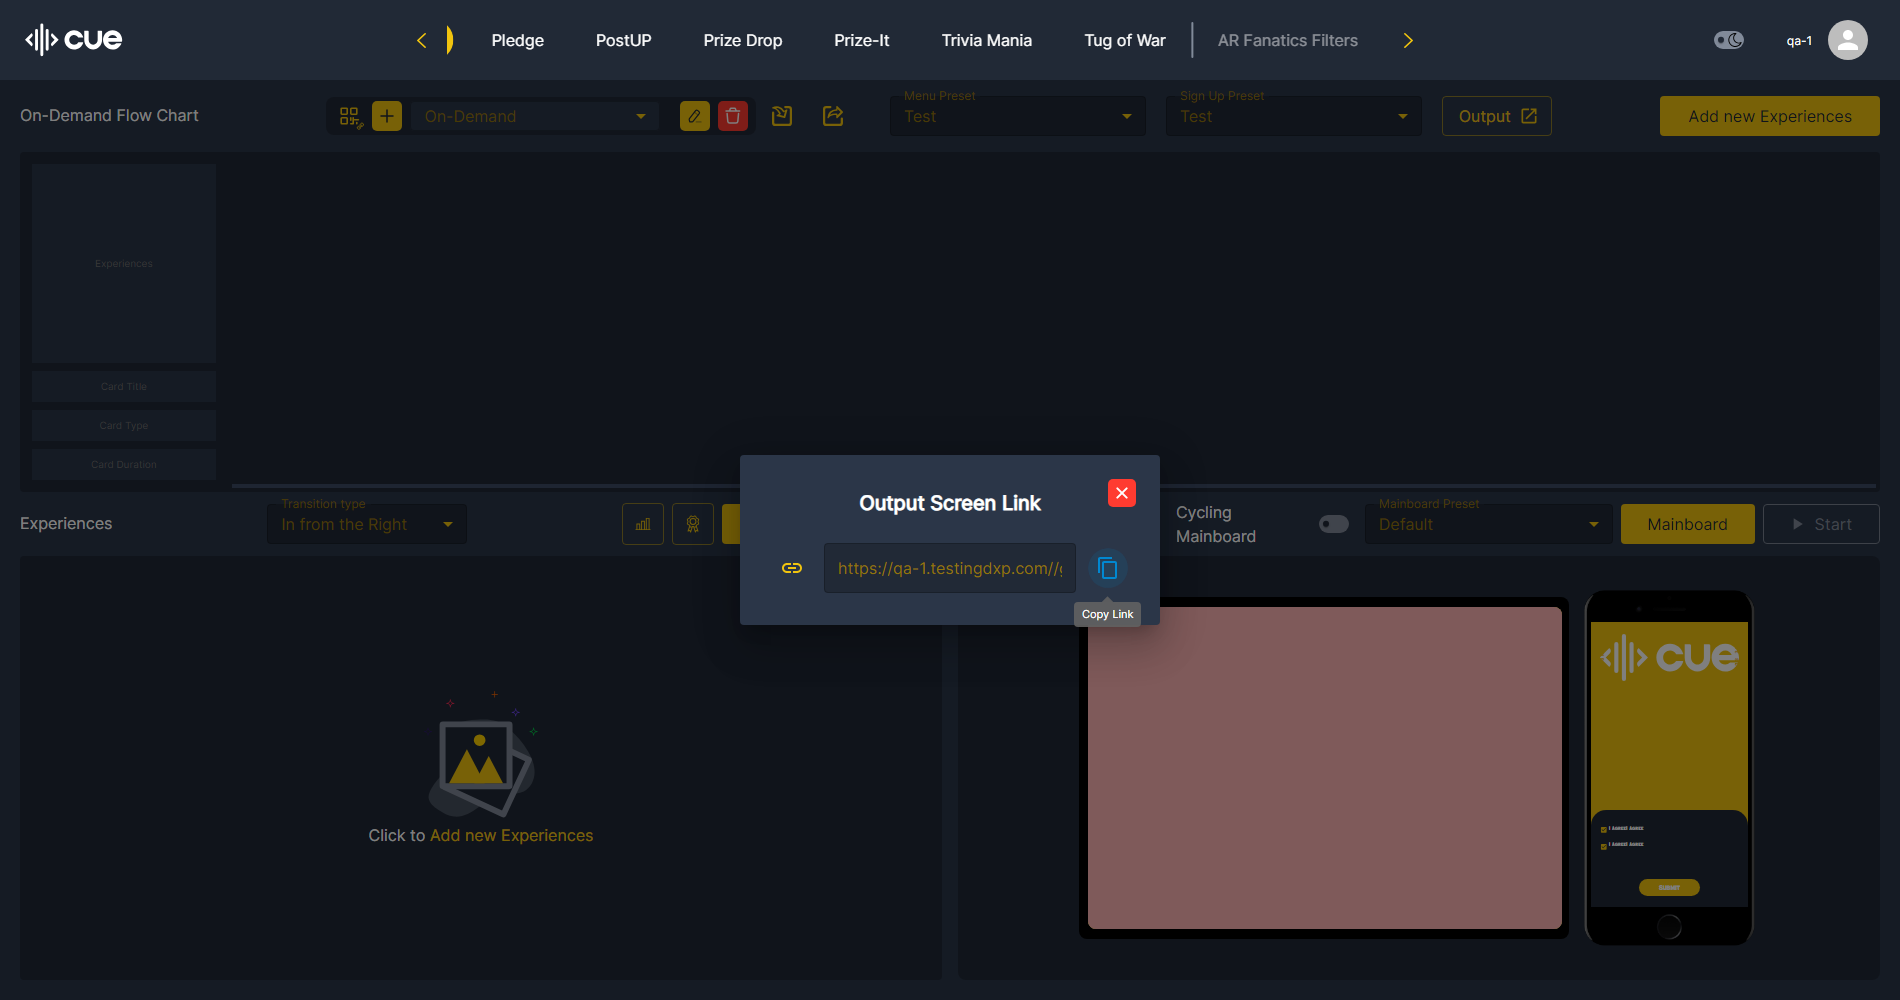 cue
Pledge
PostUP
Prize Drop
Prize-It
Trivia Mania
Tug of War
AR Fanatics Filters
qa-1
On-Demand Flow Chart
On-Demand
Menu Preset
Test
Sign Up Preset
Test
Output
Add new Experiences
Experiences
Card Title
Card Type
Card Duration
Output Screen Link
https://qa-1.testingdxp.com//g
Copy Link
Experiences
Transition type
In from the Right
Cycling
Mainboard
Mainboard Preset
Default
Mainboard
Start
Click to Add new Experiences
cue
SUBMIT